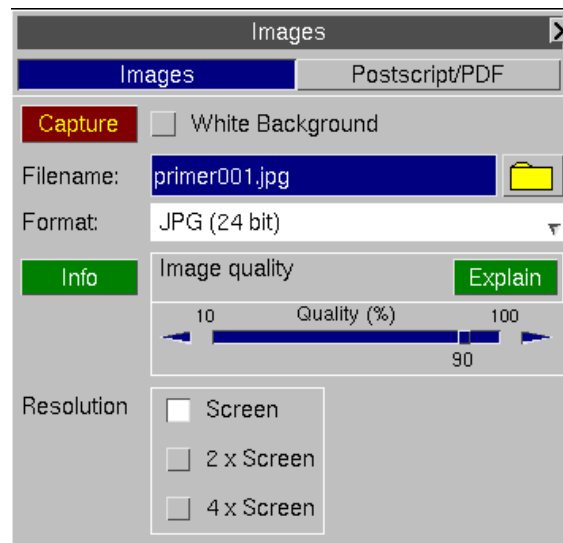 Images
Images Postscript/PDF
Capture White Background
Filename: primer001.jpg
Format: JPG (24 bit)
Info Image quality Explain
10 Quality (%) 100
90
Resolution Screen
2 x Screen
4 x Screen